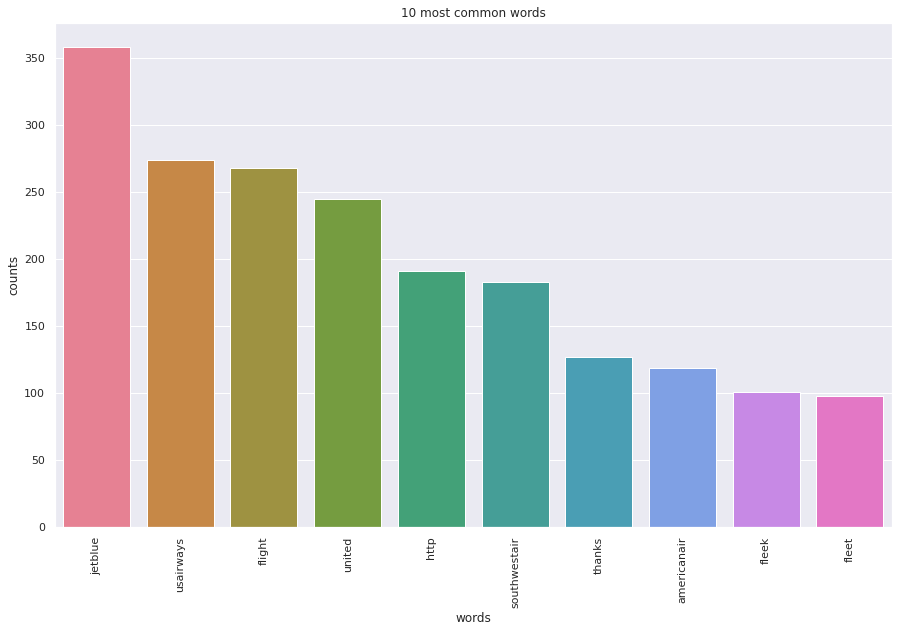 10 most common words
350
300
250
200
150
100
50
0
counts
jetblue
usairways
flight
united
http
southwestair
thanks
americanair
fleek
fleet
words